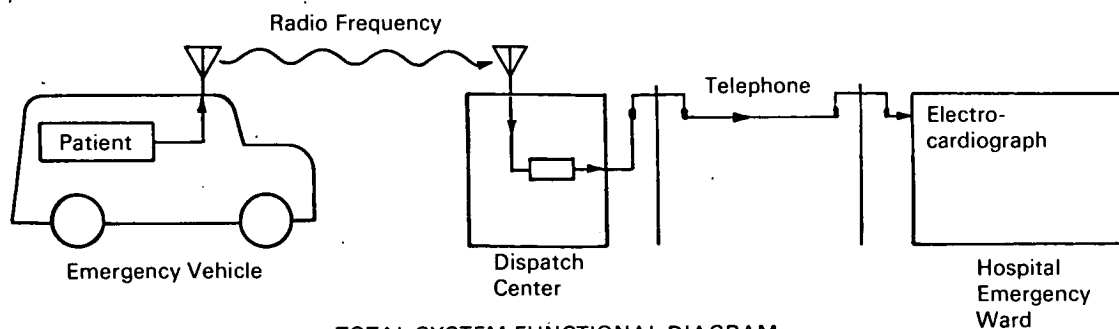 Radio Frequency
Telephone
Patient
Electro-
cardiograph
Emergency Vehicle
Dispatch
Center
Hospital
Emergency
Ward
TOTAL SYSTEM FUNCTIONAL DIAGRAM